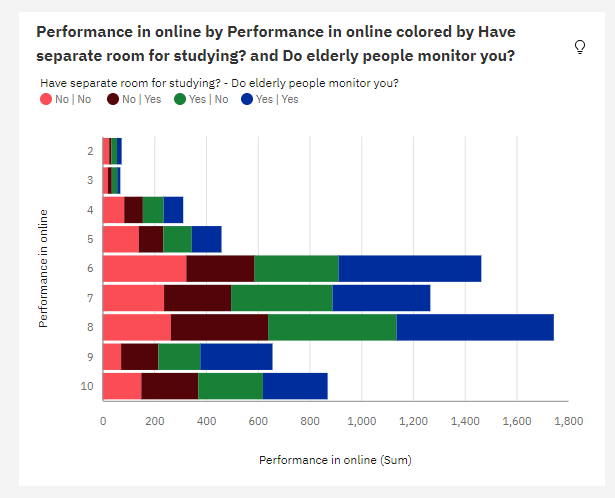 Performance in online by Performance in online colored by Have
separate room for studying? and Do elderly people monitor you?
Have separate room for studying? - Do elderly people monitor you?
No | No No | Yes Yes | No Yes | Yes
Performance in online
2
3
4
5
6
7
8
9
10
0 200 400 600 800 1,000 1,200 1,400 1,600 1,800
Performance in online (Sum)